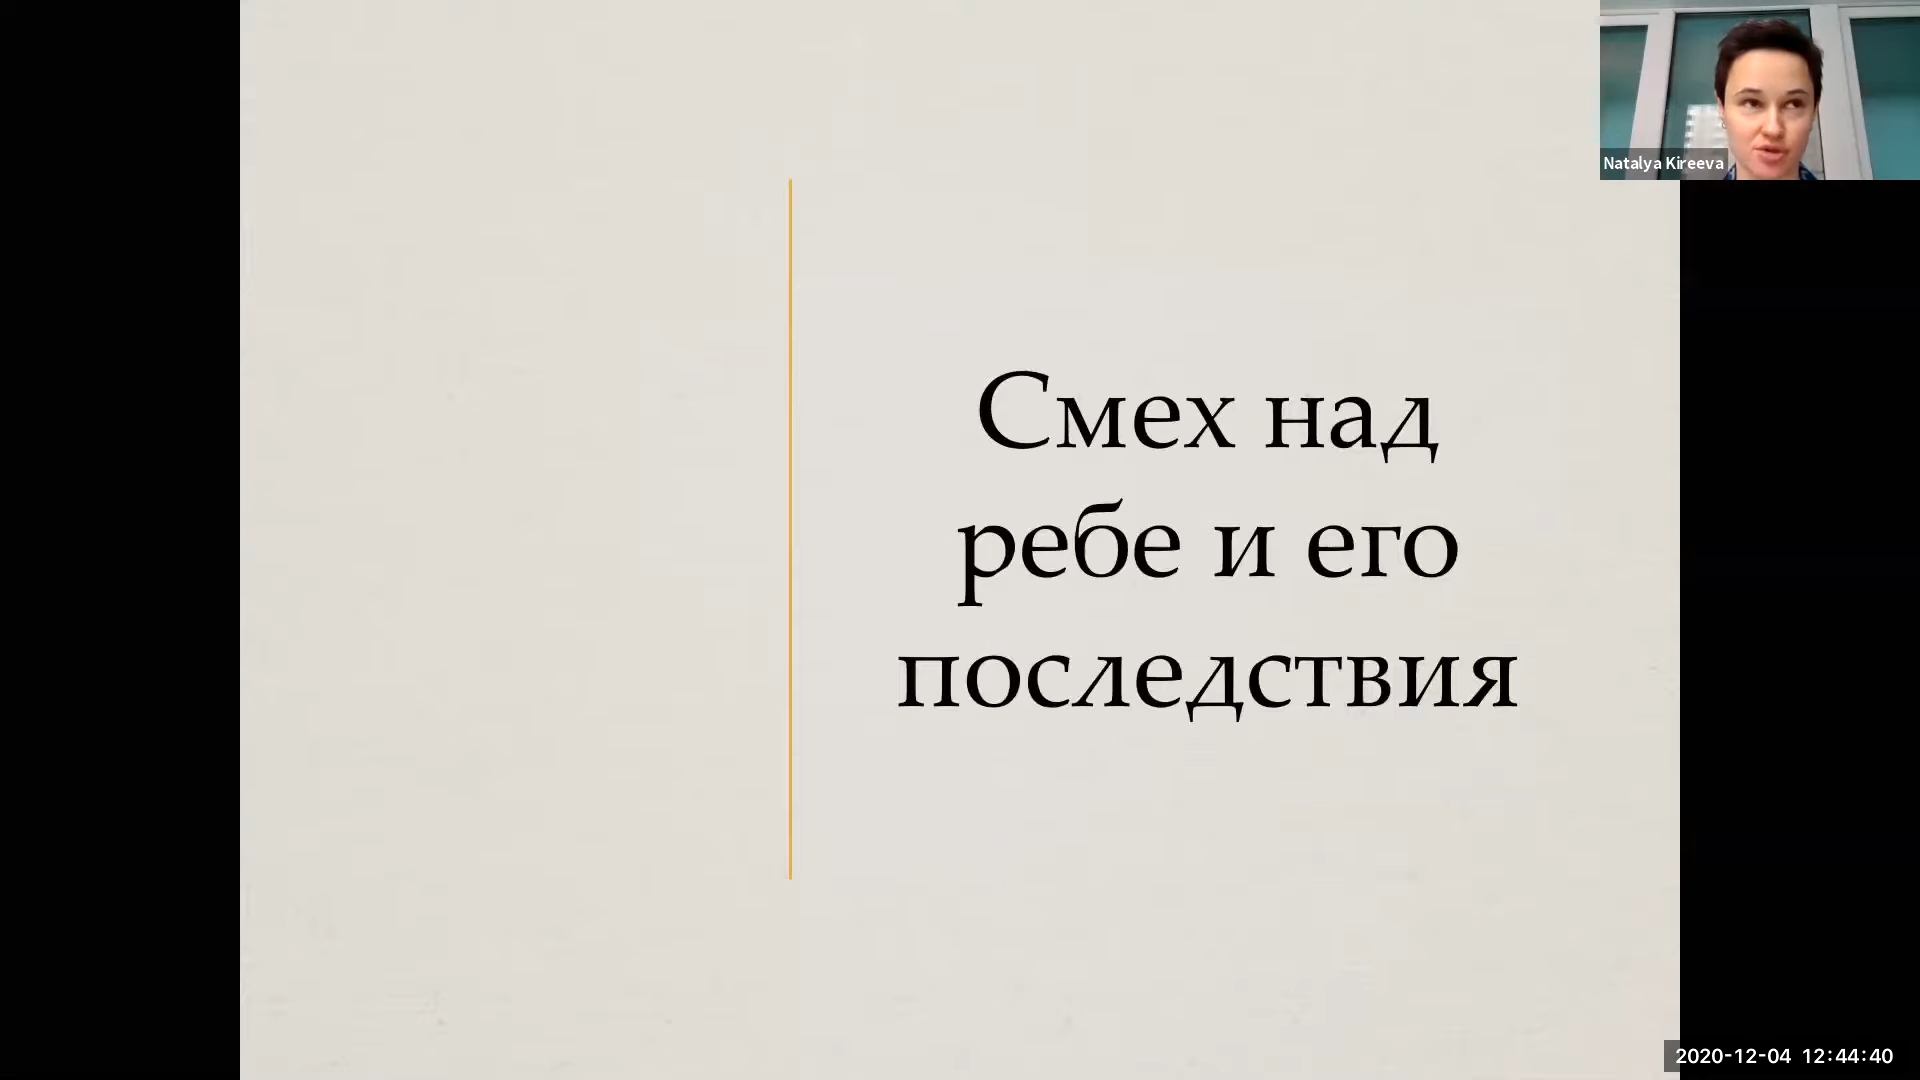 Natalya Kireeva
Смех над
ребе и его
последствия
2020-12-04 12:44:40